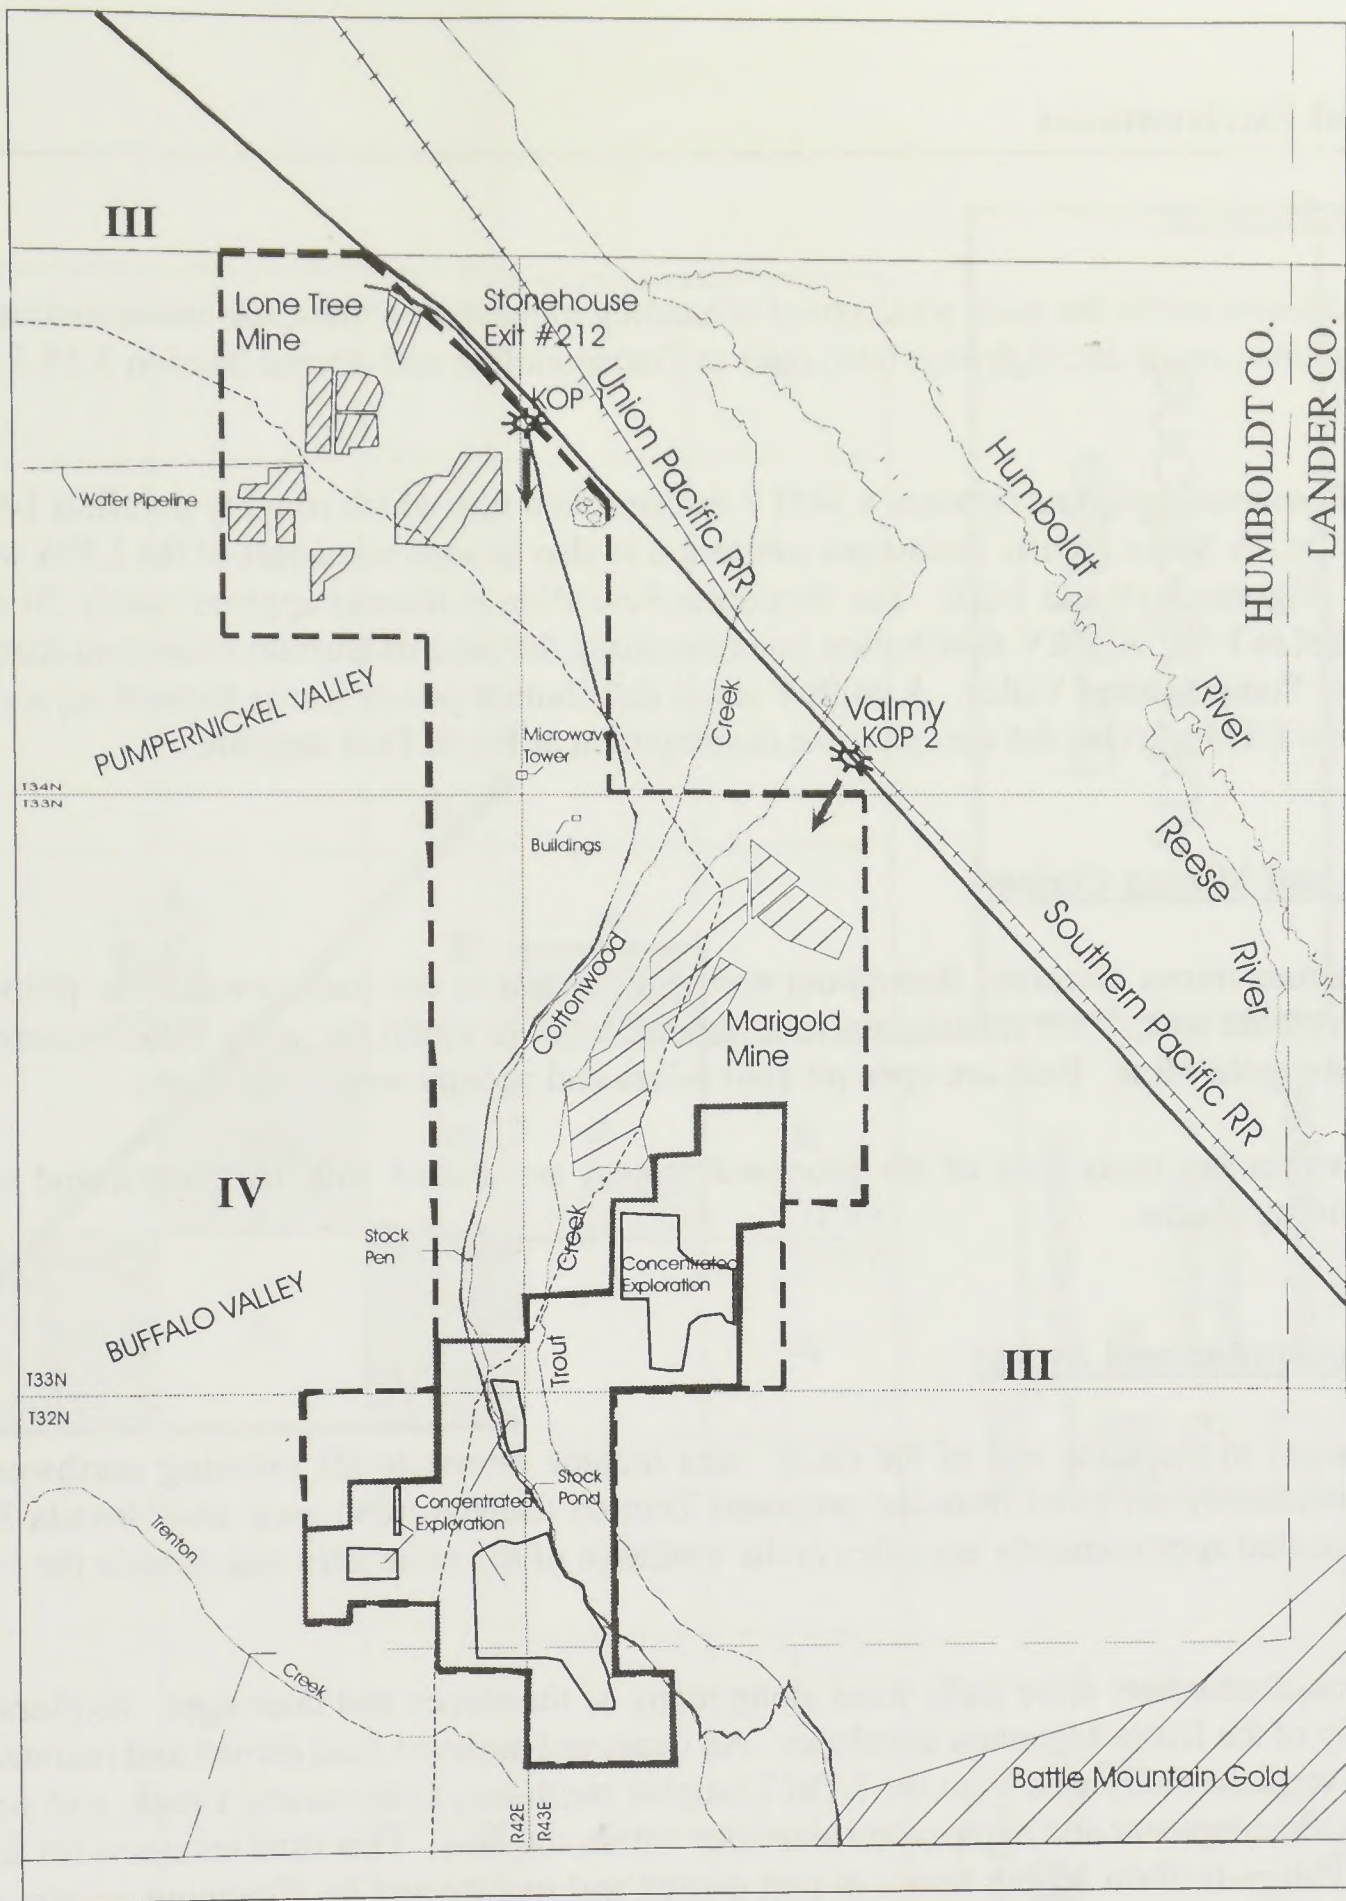 III
Lone Tree
Mine
Stonehouse
Exit #212
KOP 1
Union Pacific RR
HUMBOLDT CO.
LANDER CO.
Humboldt
River
Water Pipeline
PUMPERNICKEL VALLEY
Creek
Valmy
KOP 2
Microwave
Tower
T34N
T33N
Buildings
Reese
River
Southern Pacific RR
Cottonwood
Marigold
Mine
IV
Stock
Pen
Creek
Concentrated
Exploration
BUFFALO VALLEY
Trout
III
T33N
T32N
Stock
Pond
Concentrated
Exploration
Trenton
Creek
Battle Mountain Gold
R42E
R43E